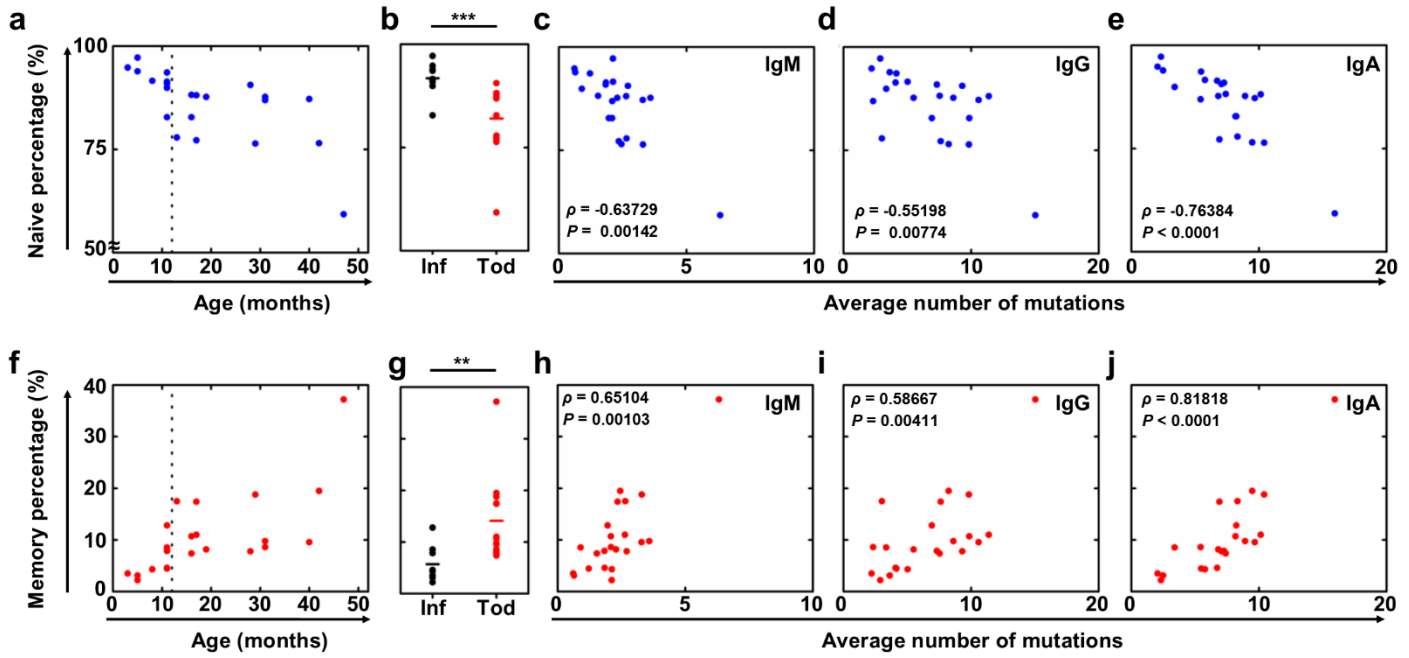 a
b
c
d
e
***
Naive percentage (%)
100
75
50
0 10 20 30 40 50
Age (months)
Inf Tod
IgM
ρ = -0.63729
P = 0.00142
0 5 10
IgG
ρ = -0.55198
P = 0.00774
0 10 20
IgA
ρ = -0.76384
P < 0.0001
0 10 20
Average number of mutations
f
g
h
i
j
**
Memory percentage (%)
40
30
20
10
0
0 10 20 30 40 50
Age (months)
Inf Tod
ρ = 0.65104
P = 0.00103
IgM
0 5 10
ρ = 0.58667
P = 0.00411
IgG
0 10 20
ρ = 0.81818
P < 0.0001
IgA
0 10 20
Average number of mutations